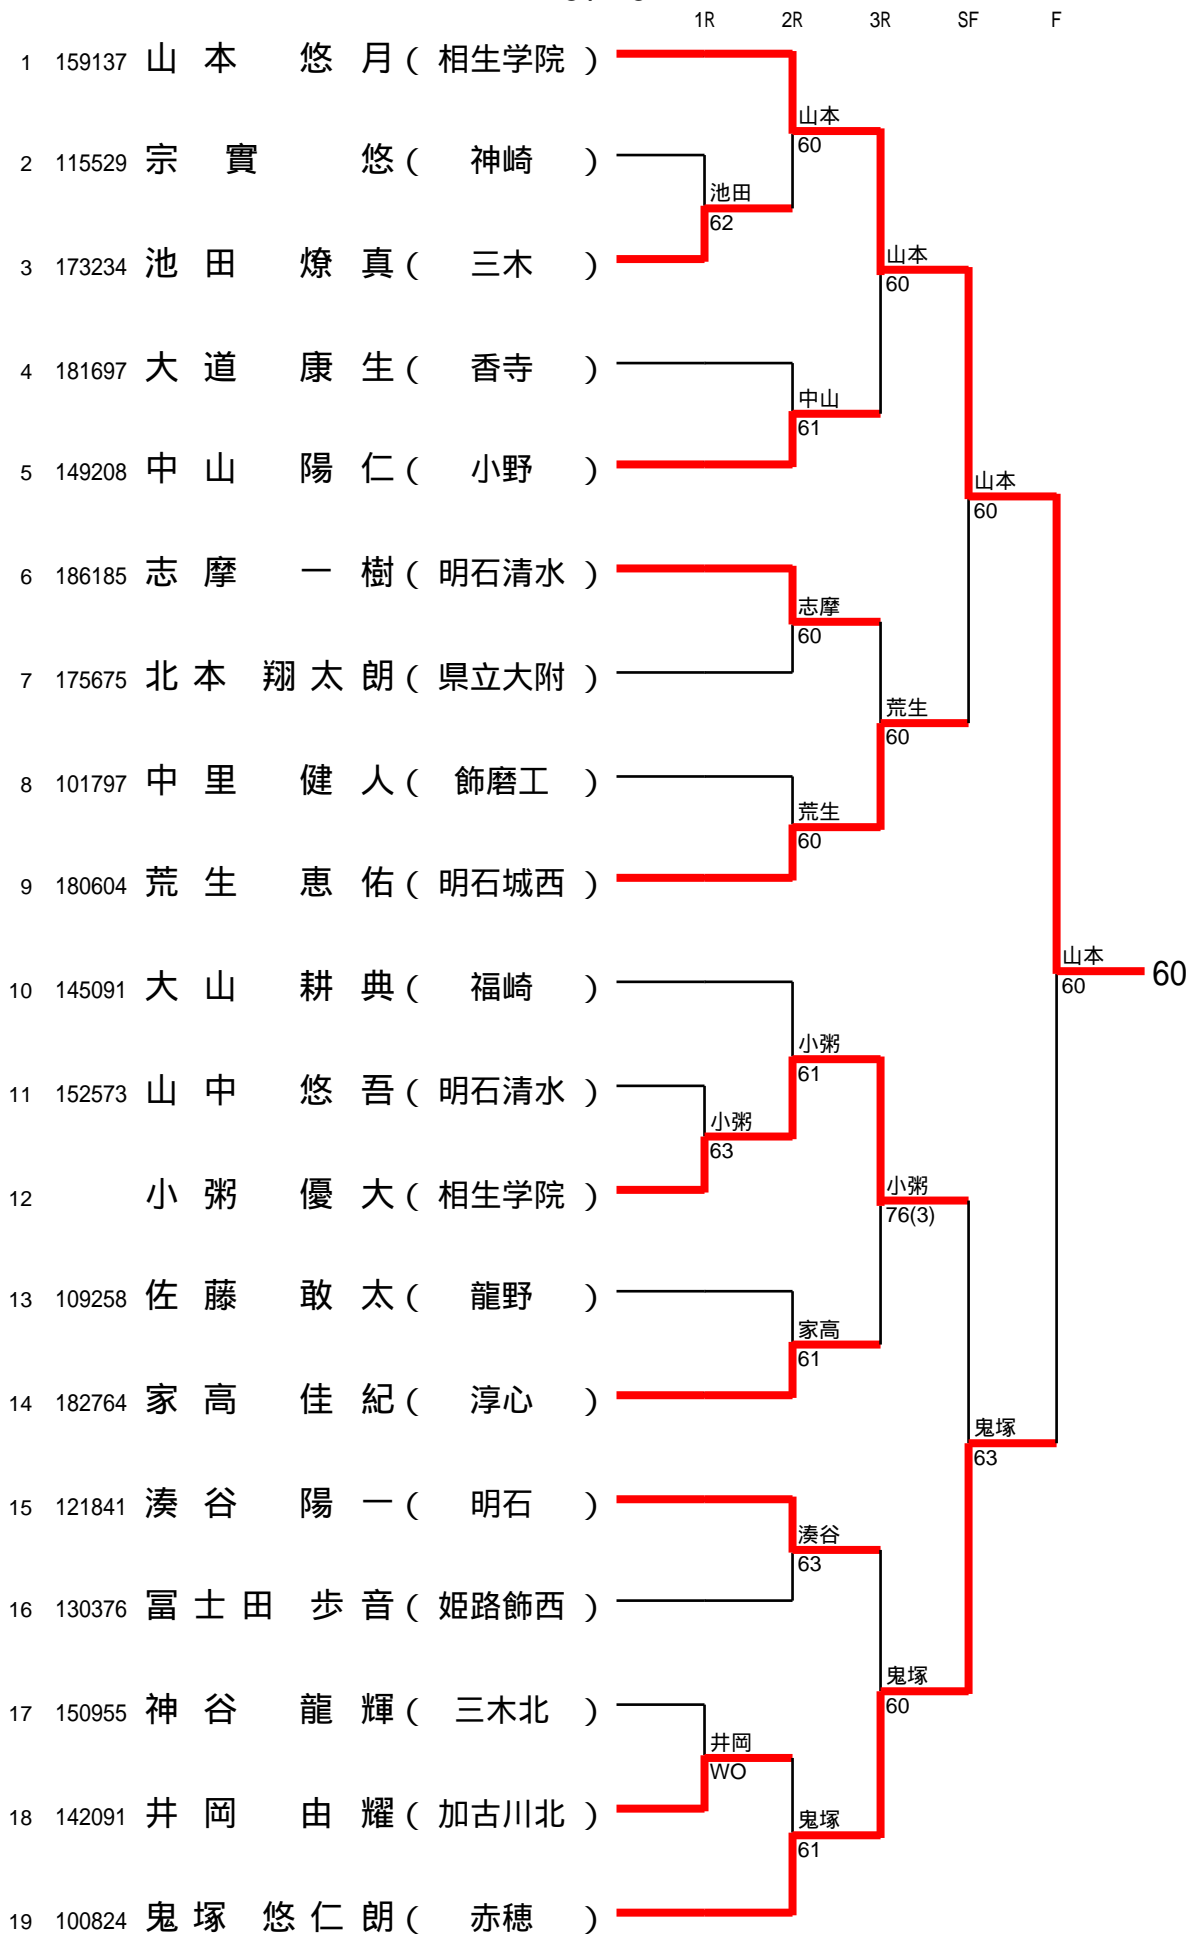 1R 2R 3R SF F
1 159137 山本 悠月 ( 相生学院 )
山本
60
2 115529 宗實 悠 ( 神崎 )
池田
62
3 173234 池田 燎真 ( 三木 )
山本
60
4 181697 大道 康生 ( 香寺 )
中山
61
5 149208 中山 陽仁 ( 小野 )
山本
60
6 186185 志摩 一樹 ( 明石清水 )
志摩
60
7 175675 北本 翔太朗 ( 県立大附 )
荒生
60
8 101797 中里 健人 ( 飾磨工 )
荒生
60
9 180604 荒生 恵佑 ( 明石城西 )
山本
60 60
10 145091 大山 耕典 ( 福崎 )
小粥
61
11 152573 山中 悠吾 ( 明石清水 )
小粥
63
12 小粥 優大 ( 相生学院 )
小粥
76(3)
13 109258 佐藤 敢太 ( 龍野 )
家高
61
14 182764 家高 佳紀 ( 淳心 )
鬼塚
63
15 121841 湊谷 陽一 ( 明石 )
湊谷
63
16 130376 冨士田 歩音 ( 姫路飾西 )
鬼塚
60
17 150955 神谷 龍輝 ( 三木北 )
井岡
WO
18 142091 井岡 由耀 ( 加古川北 )
鬼塚
61
19 100824 鬼塚 悠仁朗 ( 赤穂 )